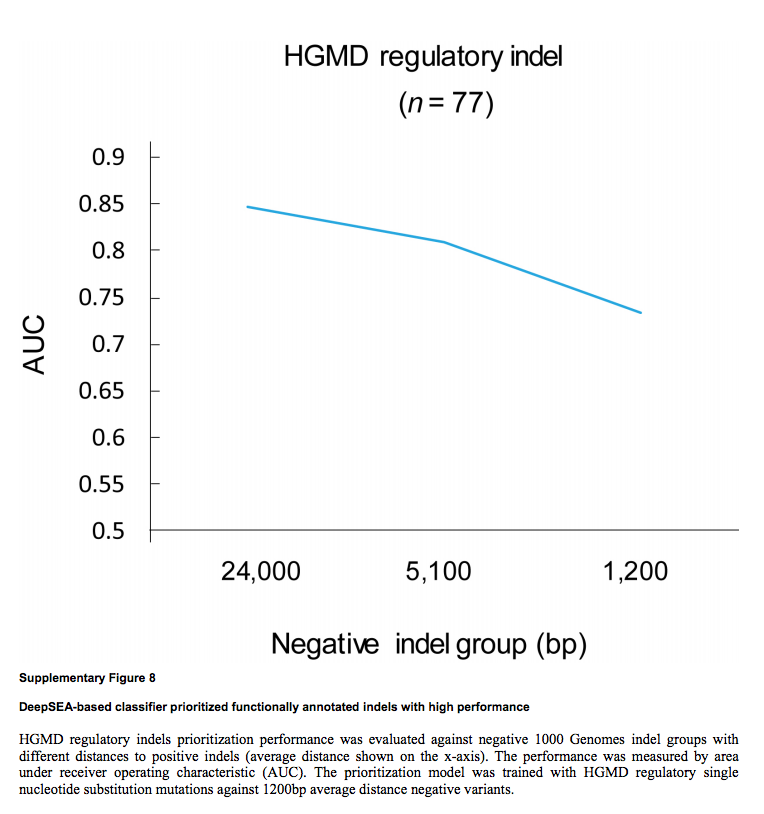 HGMD regulatory indel
(n = 77)
0.9
0.85
0.8
0.75
0.7
0.65
0.6
0.55
0.5
AUC
24,000 5,100 1,200
Negative indel group (bp)
Supplementary Figure 8
DeepSEA-based classifier prioritized functionally annotated indels with high performance
HGMD regulatory indels prioritization performance was evaluated against negative 1000 Genomes indel groups with
different distances to positive indels (average distance shown on the x-axis). The performance was measured by area
under receiver operating characteristic (AUC). The prioritization model was trained with HGMD regulatory single
nucleotide substitution mutations against 1200bp average distance negative variants.